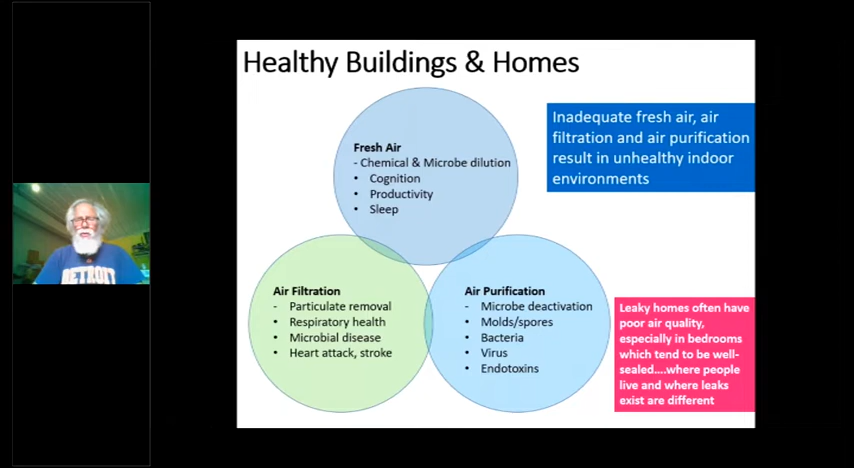 Healthy Buildings & Homes
Fresh Air
- Chemical & Microbe dilution
• Cognition
• Productivity
• Sleep
Inadequate fresh air, air
filtration and air purification
result in unhealthy indoor
environments
Air Filtration
- Particulate removal
• Respiratory health
• Microbial disease
• Heart attack, stroke
Air Purification
- Microbe deactivation
• Molds/spores
• Bacteria
• Virus
• Endotoxins
Leaky homes often have
poor air quality,
especially in bedrooms
which tend to be well-
sealed....where people
live and where leaks
exist are different
DETROIT